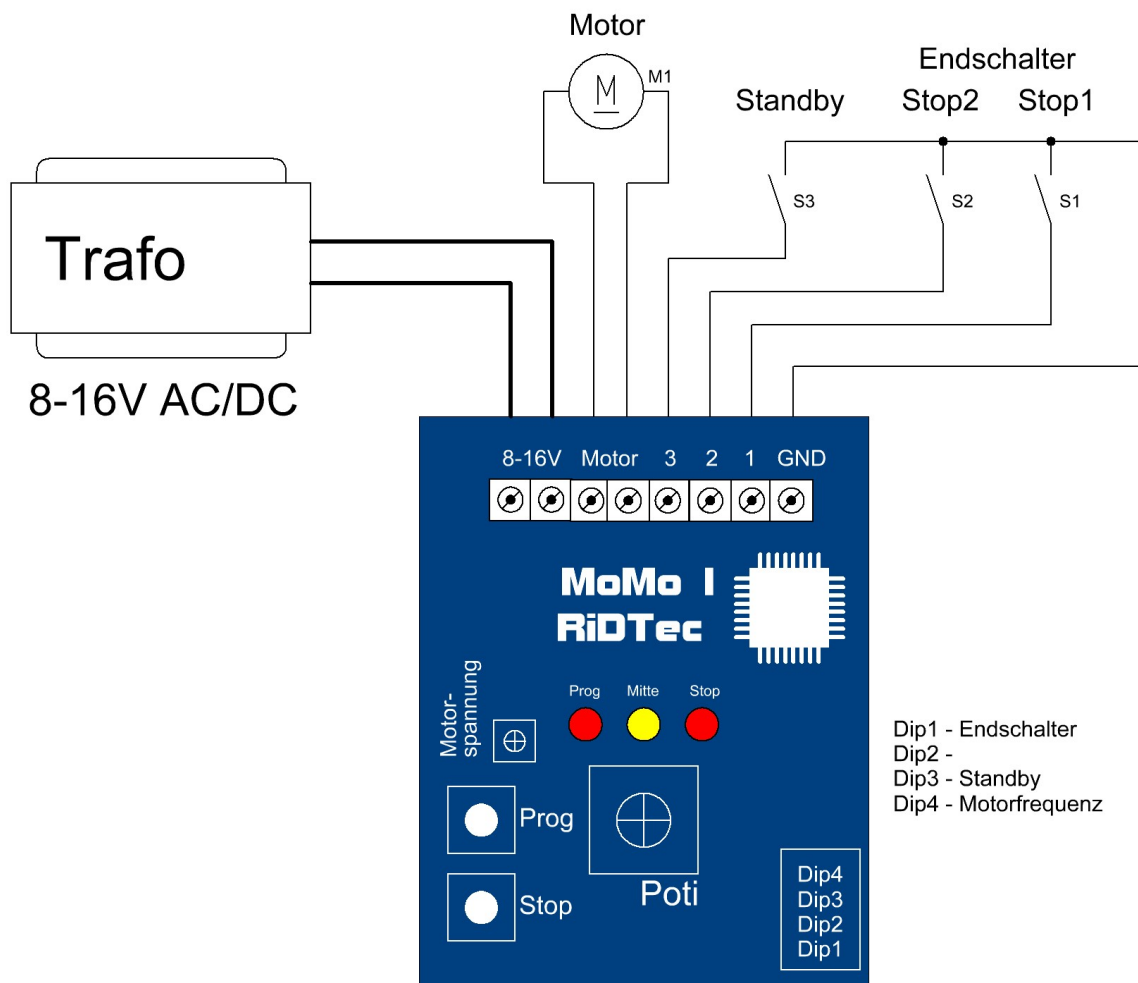 Motor
M
M1
Endschalter
Standby
Stop2
Stop1
S3
S2
S1
Trafo
8-16V AC/DC
8-16V
Motor
3
2
1
GND
MoMo I
RiDTec
Prog
Mitte
Stop
Motor-
spannung
Prog
Stop
Poti
Dip1 - Endschalter
Dip2 -
Dip3 - Standby
Dip4 - Motorfrequenz
Dip4
Dip3
Dip2
Dip1